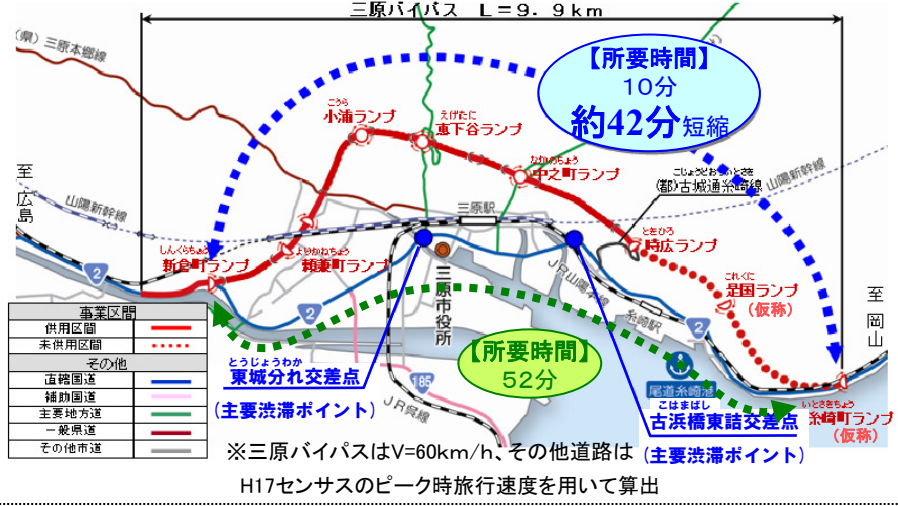 三原バイパス L=9.9km
(県)三原本郷線
【所要時間】
10分
約42分短縮
こうら
小浦ランプ
えげたに
恵下谷ランプ
なかのちょう
中之町ランプ
こじょうどおりいとさき
(都)古城通糸崎線
山陽新幹線
至広島
山陽新幹線
三原駅
ときひろ
時広ランプ
しんくらちょう
新倉町ランプ
よりかねちょう
頼兼町ランプ
2
2
三原市役所
JR山陽本線
糸崎駅
2
これくに
是国ランプ
(仮称)
至岡山
事業区間
供用区間
未供用区間
その他
直轄国道
補助国道
主要地方道
一般県道
その他市道
とうじょうわか
東城分れ交差点
(主要渋滞ポイント)
185
JR呉線
【所要時間】
52分
尾道糸崎港
こはまばし
古浜橋東詰交差点
(主要渋滞ポイント)
いとさきちょう
糸崎町ランプ
(仮称)
※三原バイパスはV=60km/h、その他道路は
H17センサスのピーク時旅行速度を用いて算出